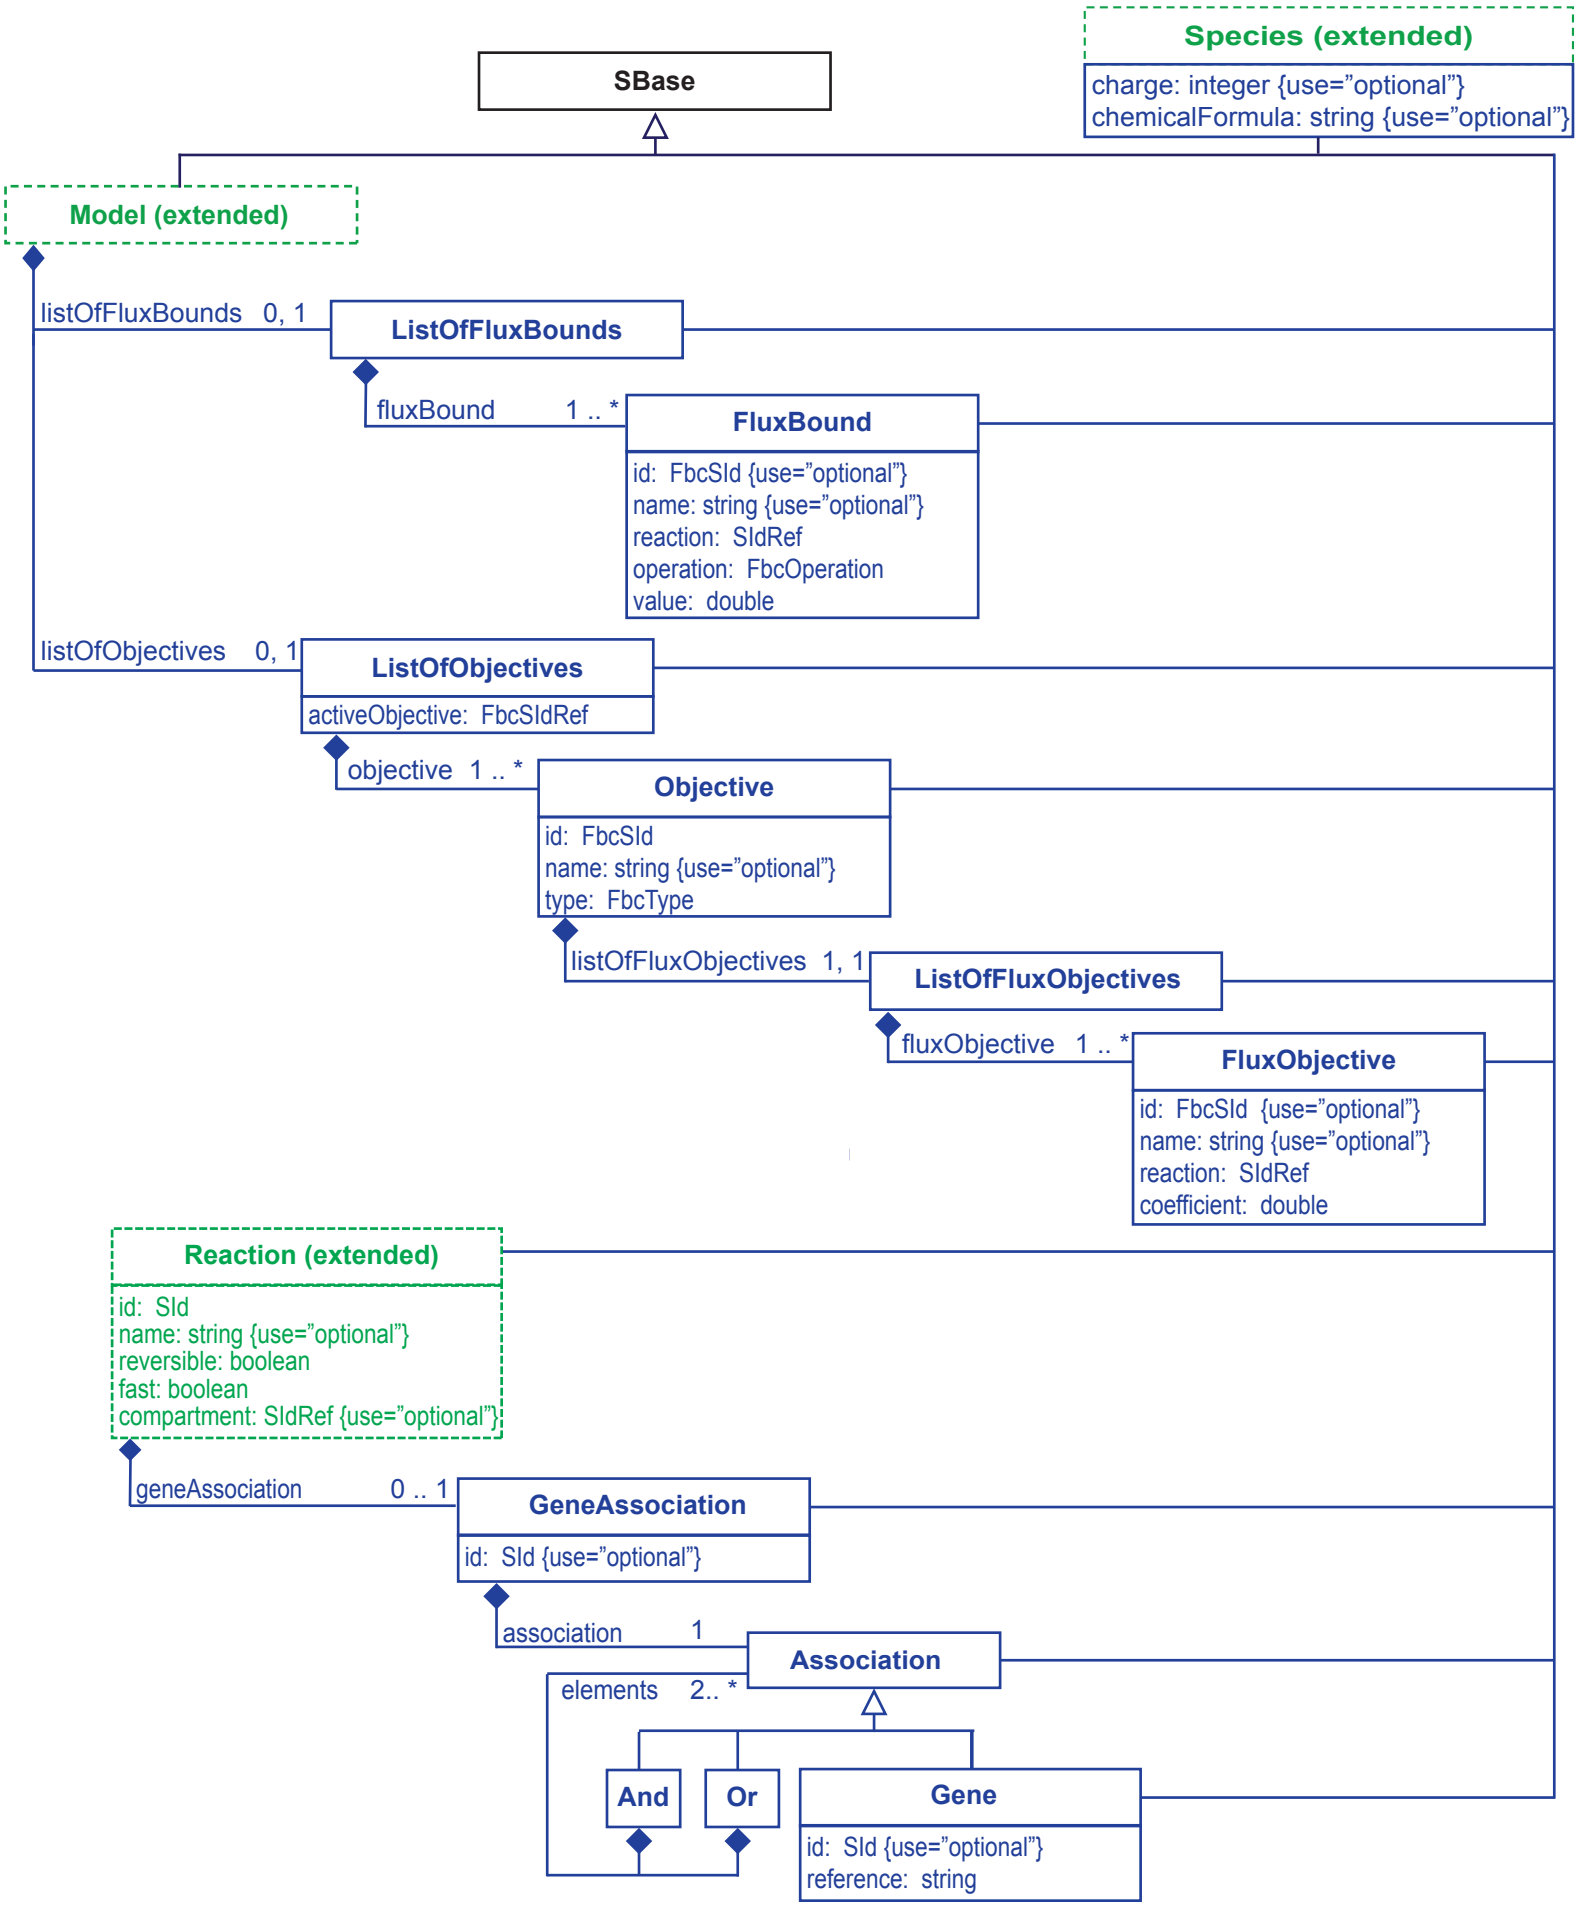 Species (extended)
charge: integer {use=”optional”}
chemicalFormula: string {use=”optional”}
SBase
Model (extended)
listOfFluxBounds 0, 1
ListOfFluxBounds
fluxBound 1 .. *
FluxBound
id: FbcSId {use=”optional”}
name: string {use=”optional”}
reaction: SIdRef
operation: FbcOperation
value: double
listOfObjectives 0, 1
ListOfObjectives
activeObjective: FbcSIdRef
objective 1 .. *
Objective
id: FbcSId
name: string {use=”optional”}
type: FbcType
listOfFluxObjectives 1, 1
ListOfFluxObjectives
fluxObjective 1 .. *
FluxObjective
id: FbcSId {use=”optional”}
name: string {use=”optional”}
reaction: SIdRef
coefficient: double
Reaction (extended)
id: SId
name: string {use=”optional”}
reversible: boolean
fast: boolean
compartment: SIdRef {use=”optional”}
geneAssociation 0 .. 1
GeneAssociation
id: SId {use=”optional”}
association 1
Association
elements 2.. *
And
Or
Gene
id: SId {use=”optional”}
reference: string